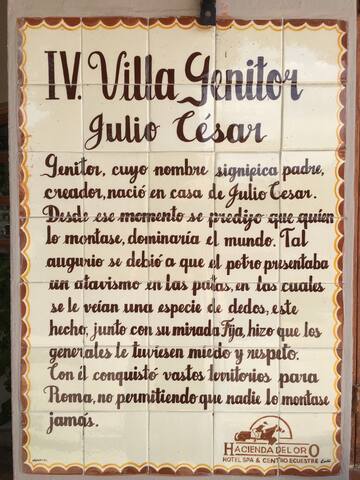 IV. Villa Genitor
Julio César
Genitor, cuyo nombre significa padre,
creador, nació en casa de Julio Cesar.
Desde ese momento se predijo que quien
lo montase, dominaría el mundo. Tal
augurio se debió a que el potro presentaba
un atavismo en las patas, en las cuales
se le veían una especie de dedos, este
hecho, junto con su mirada fija, hizo que los
generales le tuviesen miedo y respeto.
Con él conquistó vastos territorios para
Roma, no permitiendo que nadie lo montase
jamás.
HACIENDA DEL ORO
HOTEL SPA & CENTRO ECUESTRE